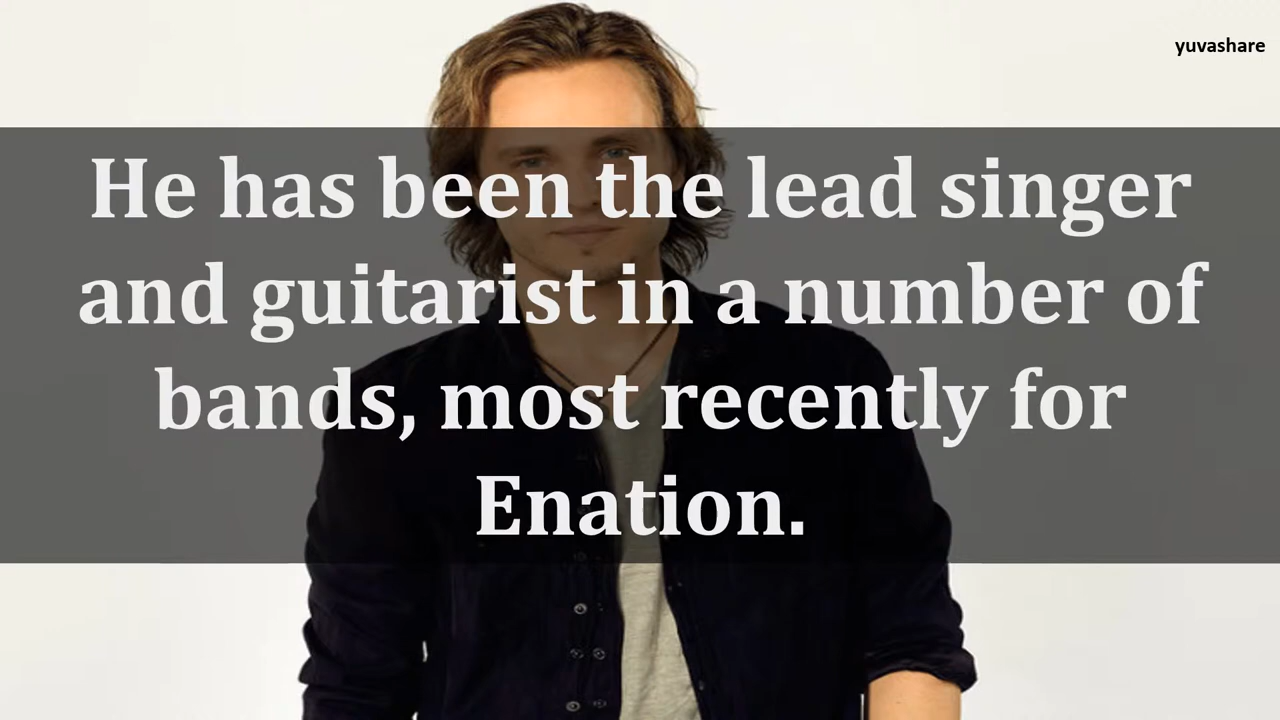 yuvashare
He has been the lead singer
and guitarist in a number of
bands, most recently for
Enation.